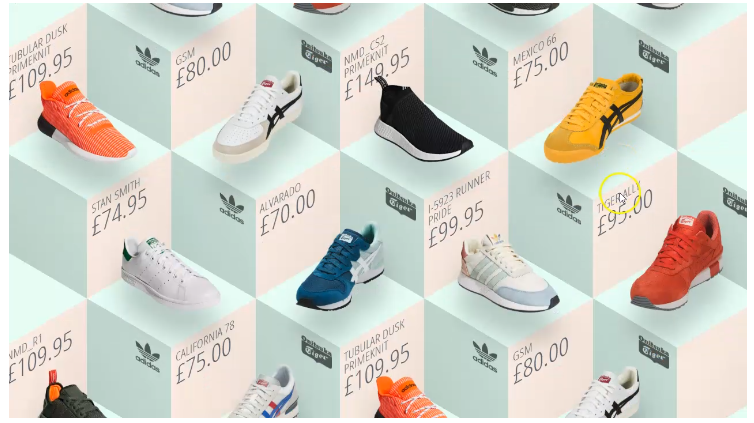 TUBULAR DUSK
PRIMEKNIT
£109.95
adidas
GSM
£80.00
Onitsuka
Tiger
NMD_CS2
PRIMEKNIT
£149.95
adidas
MEXICO 66
£75.00
Onitsuka
Tiger
STAN SMITH
£74.95
adidas
ALVARADO
£70.00
Onitsuka
Tiger
I-5923 RUNNER
PRIDE
£99.95
adidas
TIGER ALLY
£95.00
Onitsuka
Tiger
NMD_R1
£109.95
adidas
CALIFORNIA 78
£75.00
Onitsuka
Tiger
TUBULAR DUSK
PRIMEKNIT
£109.95
adidas
GSM
£80.00
Onitsuka
Tiger